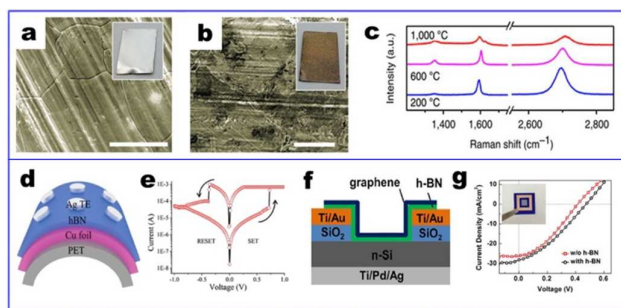 a
b
c
Intensity (a.u.)
1,000 °C
600 °C
200 °C
1,400
1,600
2,700
2,850
Raman shift (cm⁻¹)
d
Ag TE
hBN
Cu foil
PET
e
Current (A)
1E-3
1E-4
1E-5
1E-6
1E-7
1E-8
RESET
SET
-1.0
-0.5
0.0
0.5
1.0
Voltage (V)
f
graphene
h-BN
Ti/Au
Ti/Au
SiO₂
SiO₂
n-Si
Ti/Pd/Ag
g
Current Density (mA/cm²)
10
0
-10
-20
-30
-40
w/o h-BN
with h-BN
0.0
0.2
0.4
0.6
Voltage (V)